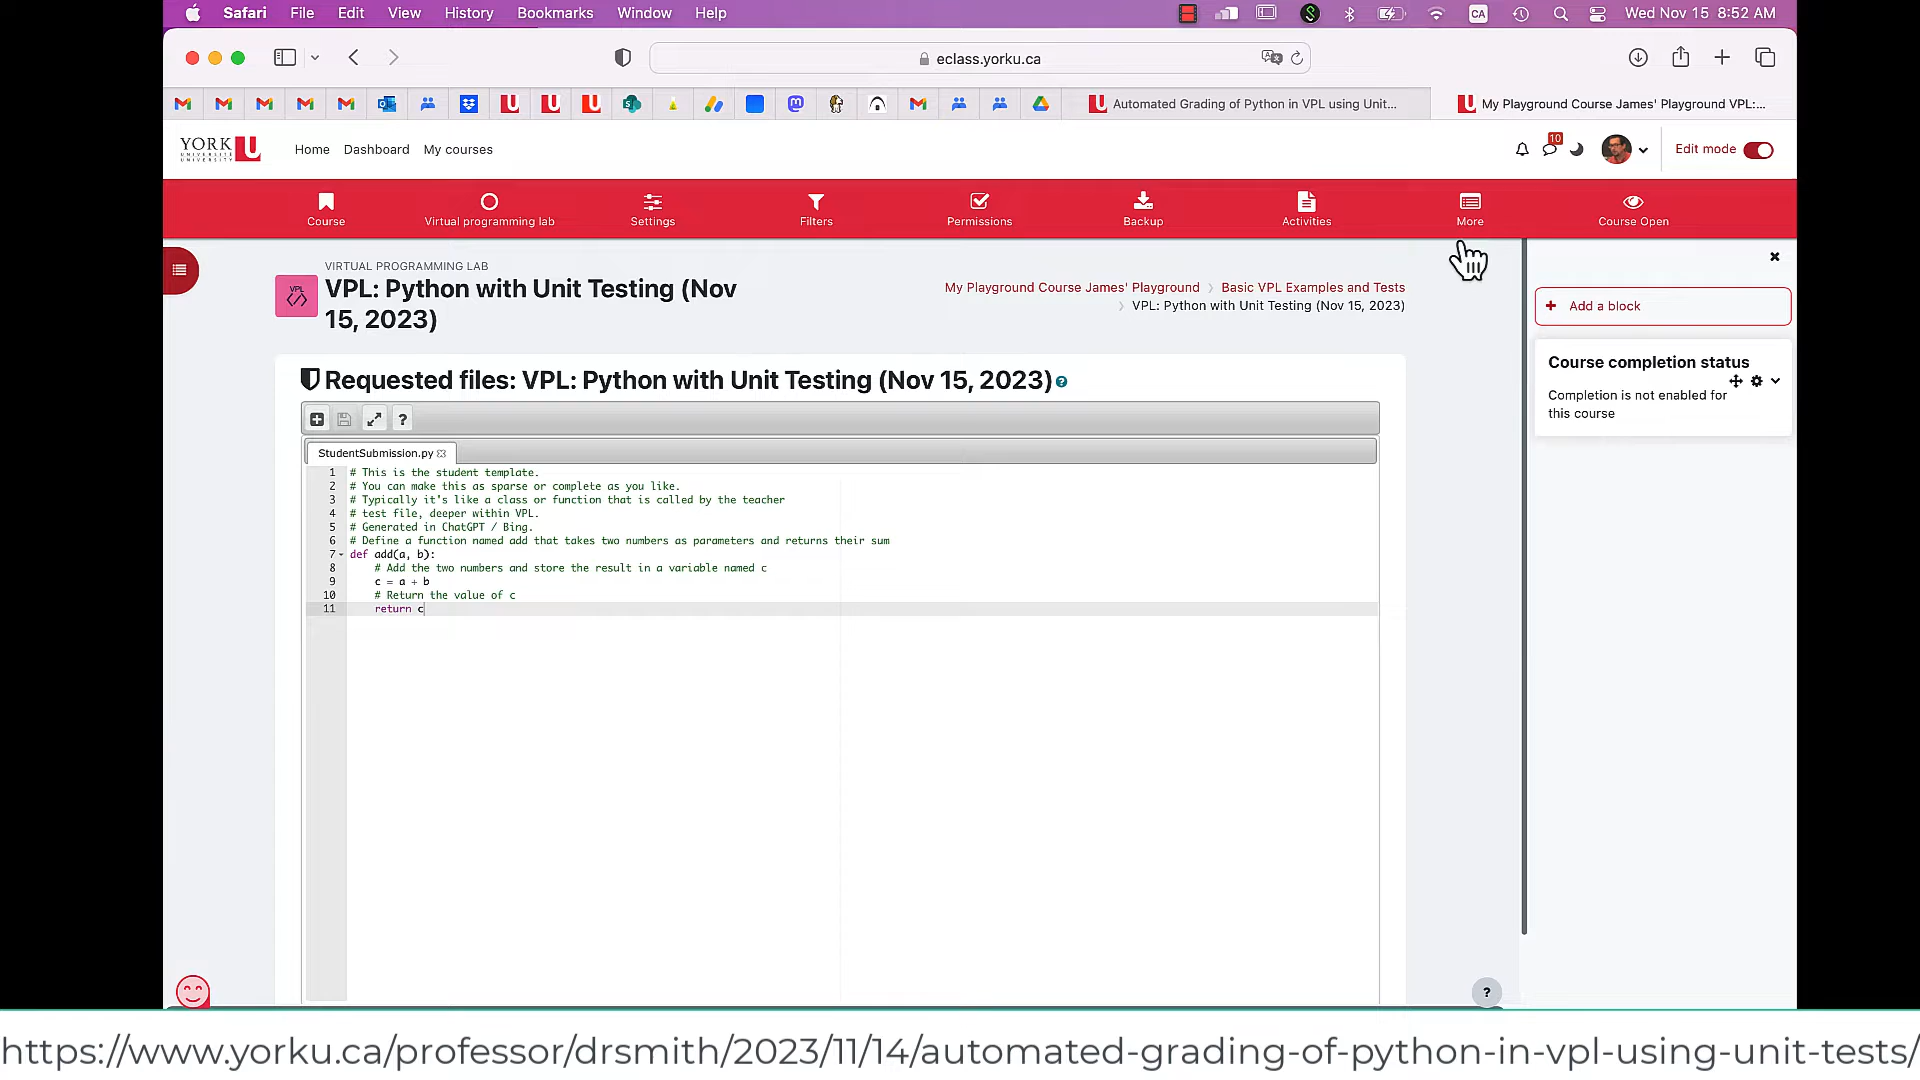 Safari File Edit View History Bookmarks Window Help
CA
Wed Nov 15 8:52 AM
eclass.yorku.ca
Automated Grading of Python in VPL using Unit...
My Playground Course James' Playground VPL:...
YORK U
UNIVERSITÉ
UNIVERSITY
Home Dashboard My courses
10
Edit mode
Course
Virtual programming lab
Settings
Filters
Permissions
Backup
Activities
More
Course Open
VIRTUAL PROGRAMMING LAB
VPL
VPL: Python with Unit Testing (Nov
15, 2023)
My Playground Course James' Playground > Basic VPL Examples and Tests
> VPL: Python with Unit Testing (Nov 15, 2023)
+ Add a block
Course completion status
Completion is not enabled for
this course
Requested files: VPL: Python with Unit Testing (Nov 15, 2023)
StudentSubmission.py
1 # This is the student template.
2 # You can make this as sparse or complete as you like.
3 # Typically it's like a class or function that is called by the teacher
4 # test file, deeper within VPL.
5 # Generated in ChatGPT / Bing.
6 # Define a function named add that takes two numbers as parameters and returns their sum
7 def add(a, b):
8 # Add the two numbers and store the result in a variable named c
9 c = a + b
10 # Return the value of c
11 return c
?
https://www.yorku.ca/professor/drsmith/2023/11/14/automated-grading-of-python-in-vpl-using-unit-tests/